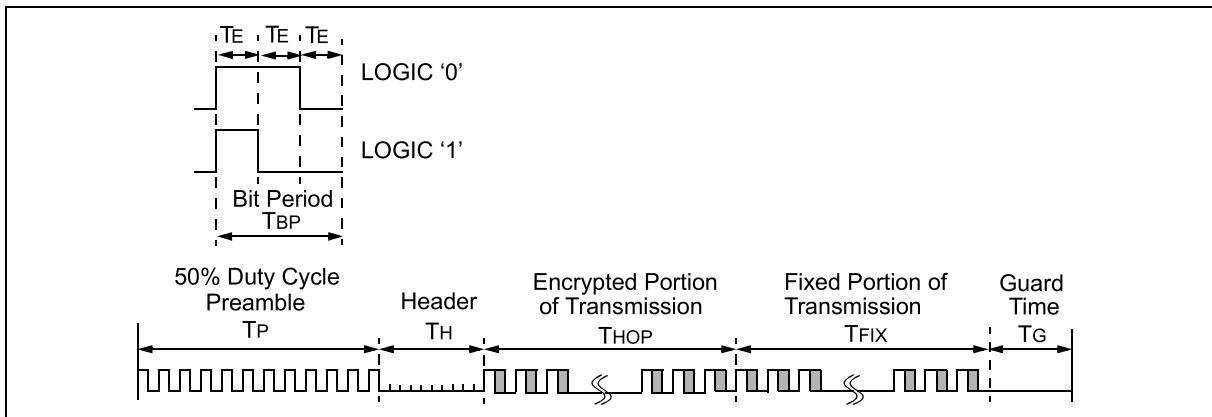 TE TE TE
LOGIC ‘0’
LOGIC ‘1’
Bit Period
TBP
50% Duty Cycle
Preamble
TP
Header
TH
Encrypted Portion
of Transmission
THOP
Fixed Portion of
Transmission
TFIX
Guard
Time
TG